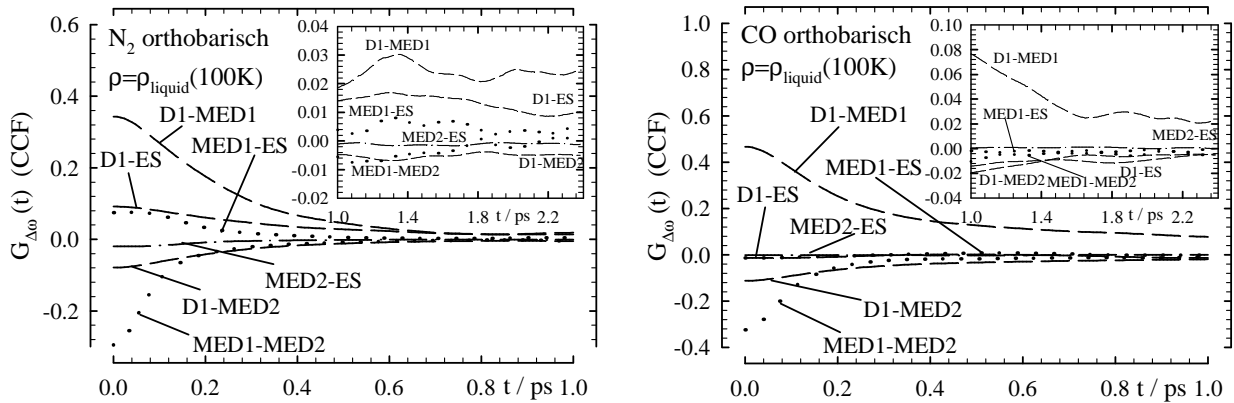 N2 orthobarisch
ρ=ρliquid(100K)
G Δω (t) (CCF)
0.6
0.4
0.2
0.0
-0.2
D1-MED1
D1-ES
MED1-ES
MED2-ES
D1-MED2
MED1-MED2
0.0 0.2 0.4 0.6 0.8 t / ps 1.0
0.04
0.03
0.02
0.01
0.00
-0.01
0.02
D1-MED1
D1-ES
MED1-ES
MED2-ES
D1-MED2
MED1-MED2
1.0 1.4 1.8 t / ps 2.2
CO orthobarisch
ρ=ρliquid(100K)
G Δω (t) (CCF)
1.0
0.8
0.6
0.4
0.2
0.0
-0.2
-0.4
D1-MED1
MED1-ES
D1-ES
MED2-ES
D1-MED2
MED1-MED2
0.0 0.2 0.4 0.6 0.8 t / ps 1.0
0.10
0.08
0.06
0.04
0.02
0.00
-0.02
-0.04
D1-MED1
MED1-ES
MED2-ES
D1-MED2
MED1-MED2
D1-ES
1.0 1.4 1.8 t / ps 2.2